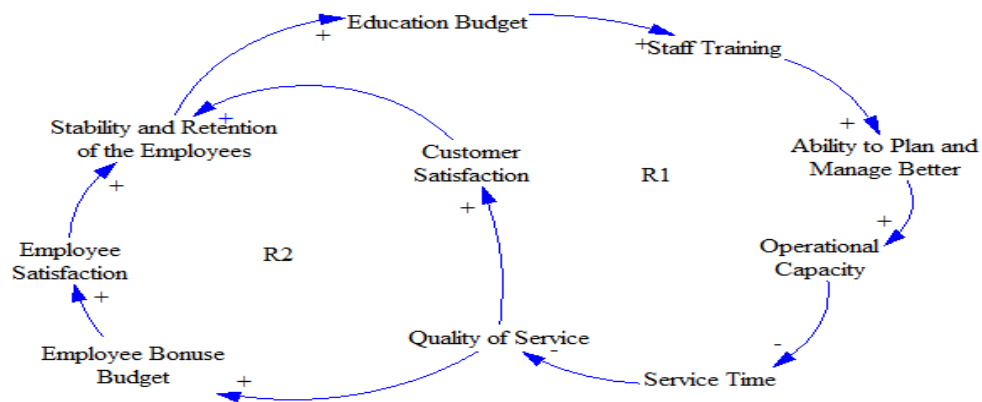 Education Budget
+
+
Staff Training
Stability and Retention
of the Employees
+
Customer
Satisfaction
+
Ability to Plan and
Manage Better
+
R1
+
+
Employee
Satisfaction
R2
Operational
Capacity
+
Employee Bonuse
Budget
+
Quality of Service
-
-
Service Time